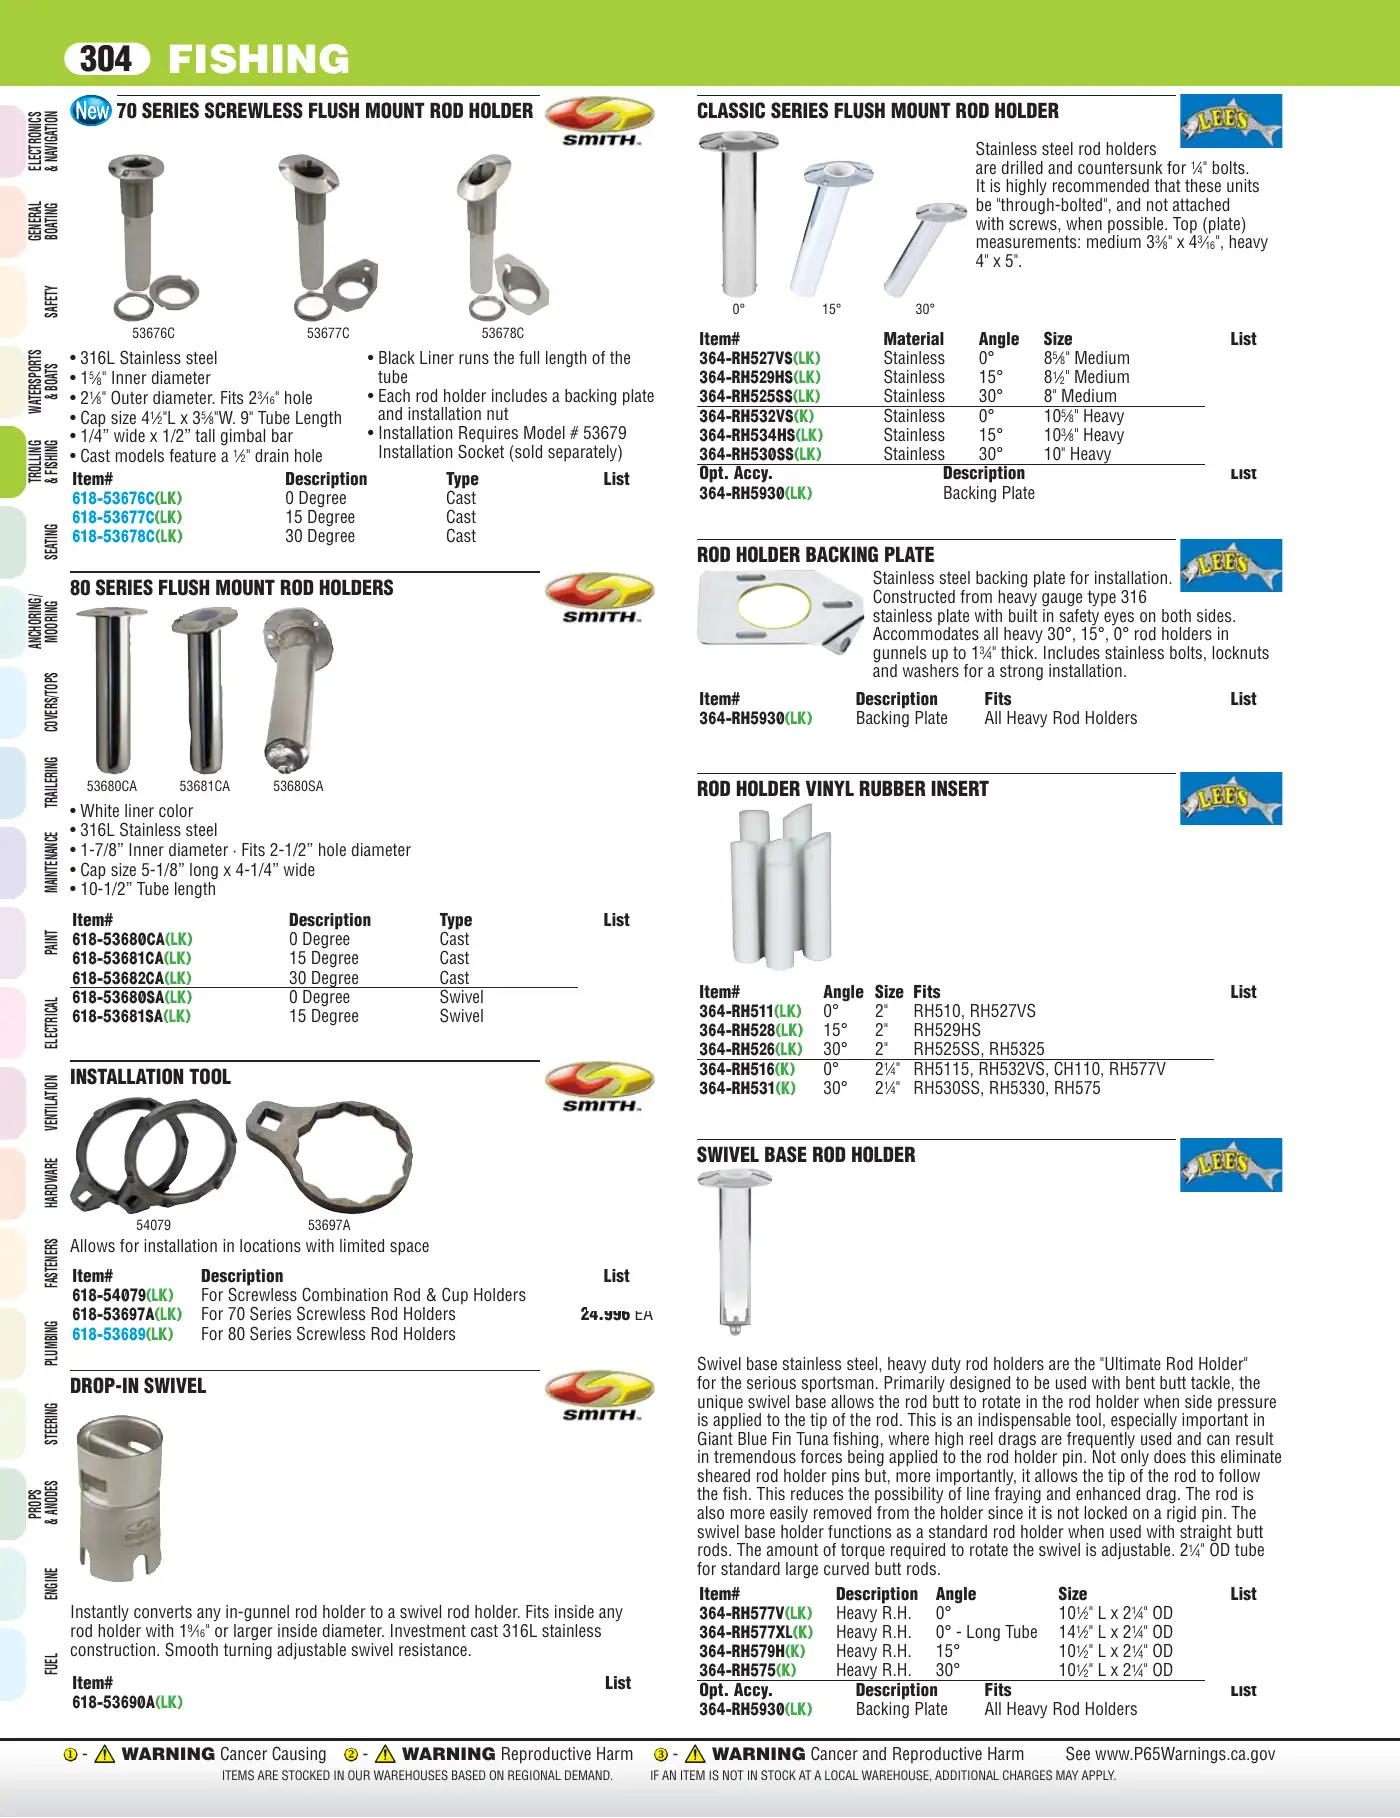 304 FISHING
ELECTRONICS
& NAVIGATION
GENERAL
BOATING
SAFETY
WATERSPORTS
& BOATS
TROLLING
& FISHING
SEATING
ANCHORING/
MOORING
COVERS/TOPS
TRAILERING
MAINTENANCE
PAINT
ELECTRICAL
VENTILATION
HARDWARE
FASTENERS
PLUMBING
STEERING
PROPS
& ANODES
ENGINE
FUEL
New 70 SERIES SCREWLESS FLUSH MOUNT ROD HOLDER
SMITH
53676C 53677C 53678C
• 316L Stainless steel
• 1⅝" Inner diameter
• 2⅛" Outer diameter. Fits 2³⁄₁₆" hole
• Cap size 4½"L x 3⅝"W. 9" Tube Length
• 1/4” wide x 1/2” tall gimbal bar
• Cast models feature a ½" drain hole
• Black Liner runs the full length of the
tube
• Each rod holder includes a backing plate
and installation nut
• Installation Requires Model # 53679
Installation Socket (sold separately)
Item# Description Type List
618-53676C(LK) 0 Degree Cast
618-53677C(LK) 15 Degree Cast
618-53678C(LK) 30 Degree Cast
80 SERIES FLUSH MOUNT ROD HOLDERS
SMITH
53680CA 53681CA 53680SA
• White liner color
• 316L Stainless steel
• 1-7/8” Inner diameter · Fits 2-1/2” hole diameter
• Cap size 5-1/8” long x 4-1/4” wide
• 10-1/2” Tube length
Item# Description Type List
618-53680CA(LK) 0 Degree Cast
618-53681CA(LK) 15 Degree Cast
618-53682CA(LK) 30 Degree Cast
618-53680SA(LK) 0 Degree Swivel
618-53681SA(LK) 15 Degree Swivel
INSTALLATION TOOL
SMITH
54079 53697A
Allows for installation in locations with limited space
Item# Description List
618-54079(LK) For Screwless Combination Rod & Cup Holders
618-53697A(LK) For 70 Series Screwless Rod Holders 24.996 EA
618-53689(LK) For 80 Series Screwless Rod Holders
DROP-IN SWIVEL
SMITH
Instantly converts any in-gunnel rod holder to a swivel rod holder. Fits inside any
rod holder with 1⁹⁄₁₆" or larger inside diameter. Investment cast 316L stainless
construction. Smooth turning adjustable swivel resistance.
Item# List
618-53690A(LK)
CLASSIC SERIES FLUSH MOUNT ROD HOLDER
LEE'S
Stainless steel rod holders
are drilled and countersunk for ¼" bolts.
It is highly recommended that these units
be "through-bolted", and not attached
with screws, when possible. Top (plate)
measurements: medium 3⅜" x 4³⁄₁₆", heavy
4" x 5".
0° 15° 30°
Item# Material Angle Size List
364-RH527VS(LK) Stainless 0° 8⅝" Medium
364-RH529HS(LK) Stainless 15° 8½" Medium
364-RH525SS(LK) Stainless 30° 8" Medium
364-RH532VS(K) Stainless 0° 10⅝" Heavy
364-RH534HS(LK) Stainless 15° 10⅜" Heavy
364-RH530SS(LK) Stainless 30° 10" Heavy
Opt. Accy. Description List
364-RH5930(LK) Backing Plate
ROD HOLDER BACKING PLATE
LEE'S
Stainless steel backing plate for installation.
Constructed from heavy gauge type 316
stainless plate with built in safety eyes on both sides.
Accommodates all heavy 30°, 15°, 0° rod holders in
gunnels up to 1¾" thick. Includes stainless bolts, locknuts
and washers for a strong installation.
Item# Description Fits List
364-RH5930(LK) Backing Plate All Heavy Rod Holders
ROD HOLDER VINYL RUBBER INSERT
LEE'S
Item# Angle Size Fits List
364-RH511(LK) 0° 2" RH510, RH527VS
364-RH528(LK) 15° 2" RH529HS
364-RH526(LK) 30° 2" RH525SS, RH5325
364-RH516(K) 0° 2¼" RH5115, RH532VS, CH110, RH577V
364-RH531(K) 30° 2¼" RH530SS, RH5330, RH575
SWIVEL BASE ROD HOLDER
LEE'S
Swivel base stainless steel, heavy duty rod holders are the "Ultimate Rod Holder"
for the serious sportsman. Primarily designed to be used with bent butt tackle, the
unique swivel base allows the rod butt to rotate in the rod holder when side pressure
is applied to the tip of the rod. This is an indispensable tool, especially important in
Giant Blue Fin Tuna fishing, where high reel drags are frequently used and can result
in tremendous forces being applied to the rod holder pin. Not only does this eliminate
sheared rod holder pins but, more importantly, it allows the tip of the rod to follow
the fish. This reduces the possibility of line fraying and enhanced drag. The rod is
also more easily removed from the holder since it is not locked on a rigid pin. The
swivel base holder functions as a standard rod holder when used with straight butt
rods. The amount of torque required to rotate the swivel is adjustable. 2¼" OD tube
for standard large curved butt rods.
Item# Description Angle Size List
364-RH577V(LK) Heavy R.H. 0° 10½" L x 2¼" OD
364-RH577XL(K) Heavy R.H. 0° - Long Tube 14½" L x 2¼" OD
364-RH579H(K) Heavy R.H. 15° 10½" L x 2¼" OD
364-RH575(K) Heavy R.H. 30° 10½" L x 2¼" OD
Opt. Accy. Description Fits List
364-RH5930(LK) Backing Plate All Heavy Rod Holders
1 - WARNING Cancer Causing 2 - WARNING Reproductive Harm 3 - WARNING Cancer and Reproductive Harm See www.P65Warnings.ca.gov
ITEMS ARE STOCKED IN OUR WAREHOUSES BASED ON REGIONAL DEMAND. IF AN ITEM IS NOT IN STOCK AT A LOCAL WAREHOUSE, ADDITIONAL CHARGES MAY APPLY.